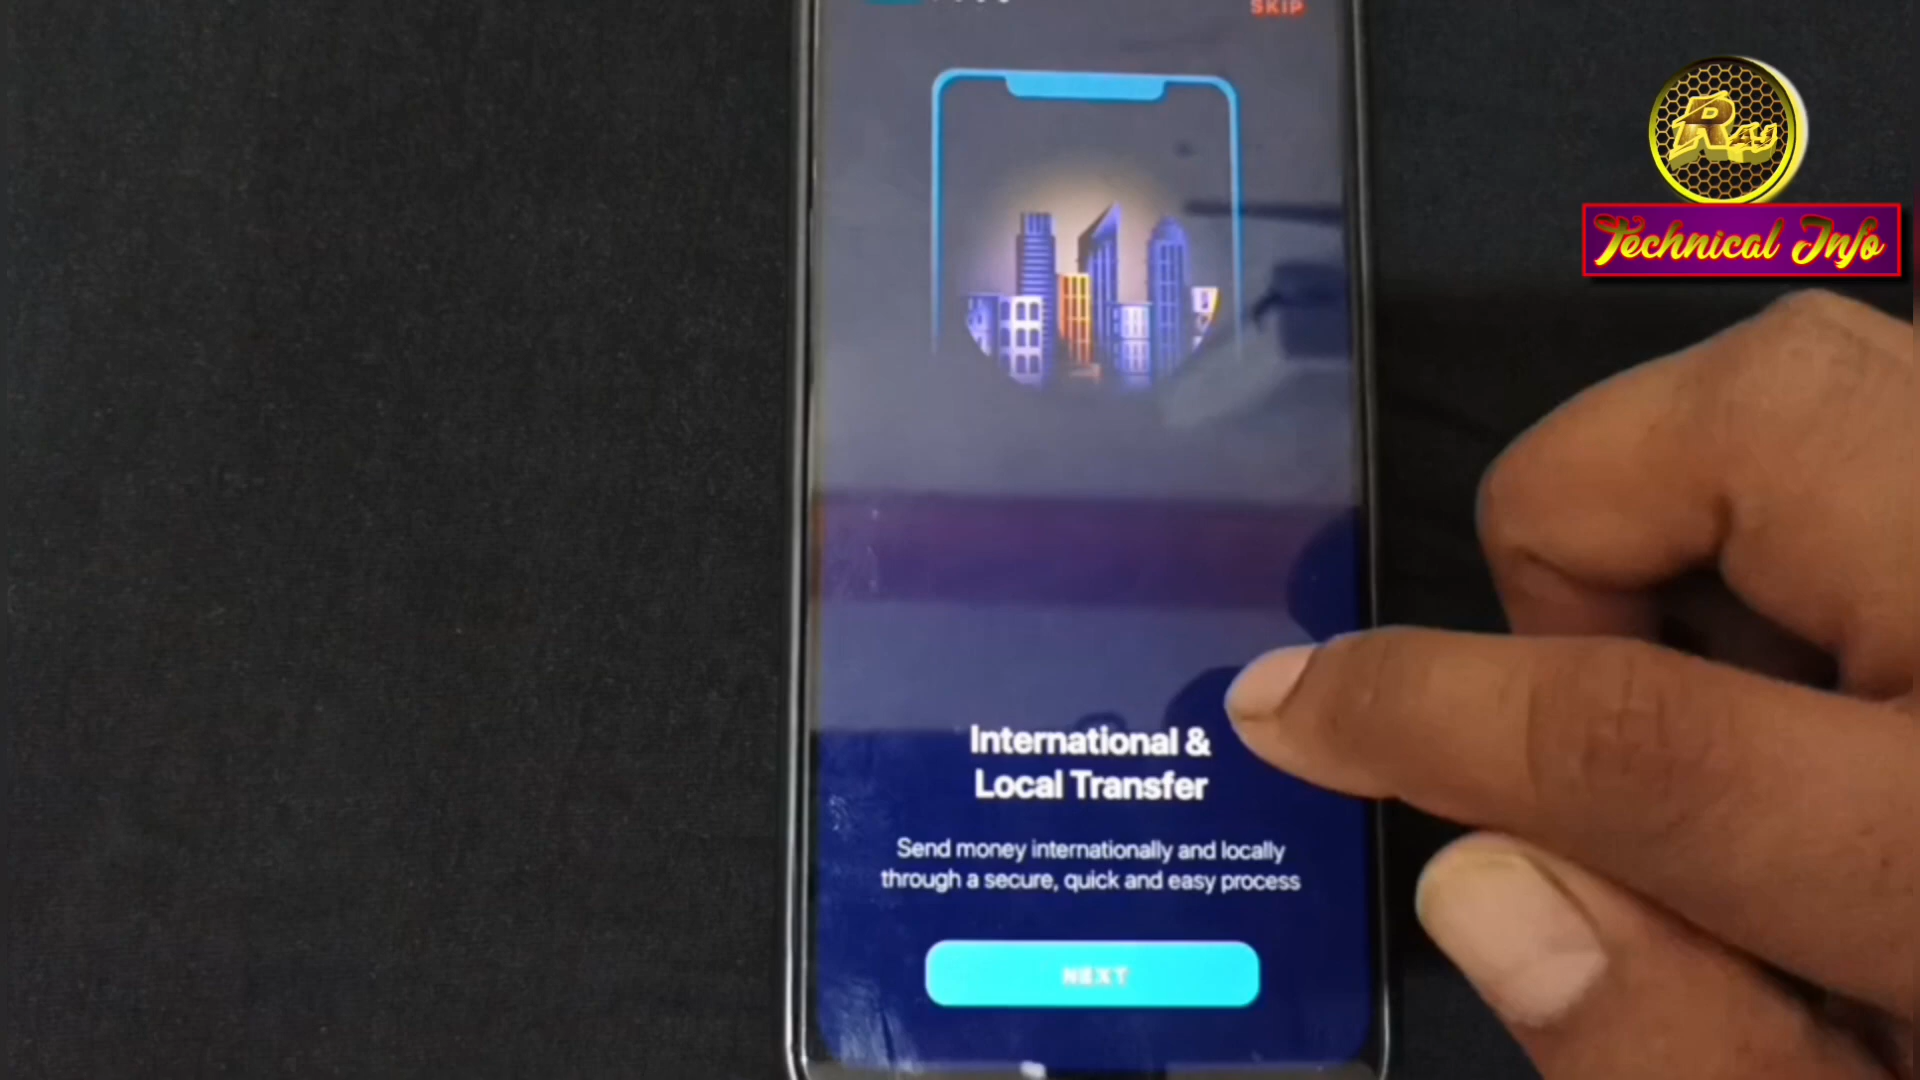 SKIP
Ray
Technical Info
International &
Local Transfer
Send money internationally and locally
through a secure, quick and easy process
NEXT